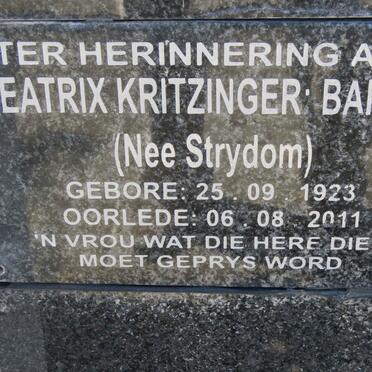 TER HERINNERING A
EATRIX KRITZINGER BA
(Nee Strydom)
GEBORE: 25 . 09 . 1923
OORLEDE: 06 . 08 . 2011
'N VROU WAT DIE HERE DIE
MOET GEPRYS WORD